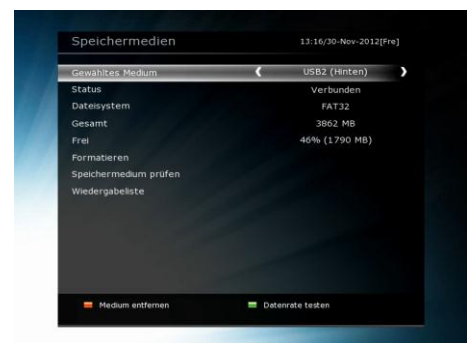 Speichermedien 13:16/30-Nov-2012[Fre]
Gewähltes Medium USB2 (Hinten)
Status Verbunden
Dateisystem FAT32
Gesamt 3862 MB
Frei 46% (1790 MB)
Formatieren
Speichermedium prüfen
Wiedergabeliste
Medium entfernen Datenrate testen